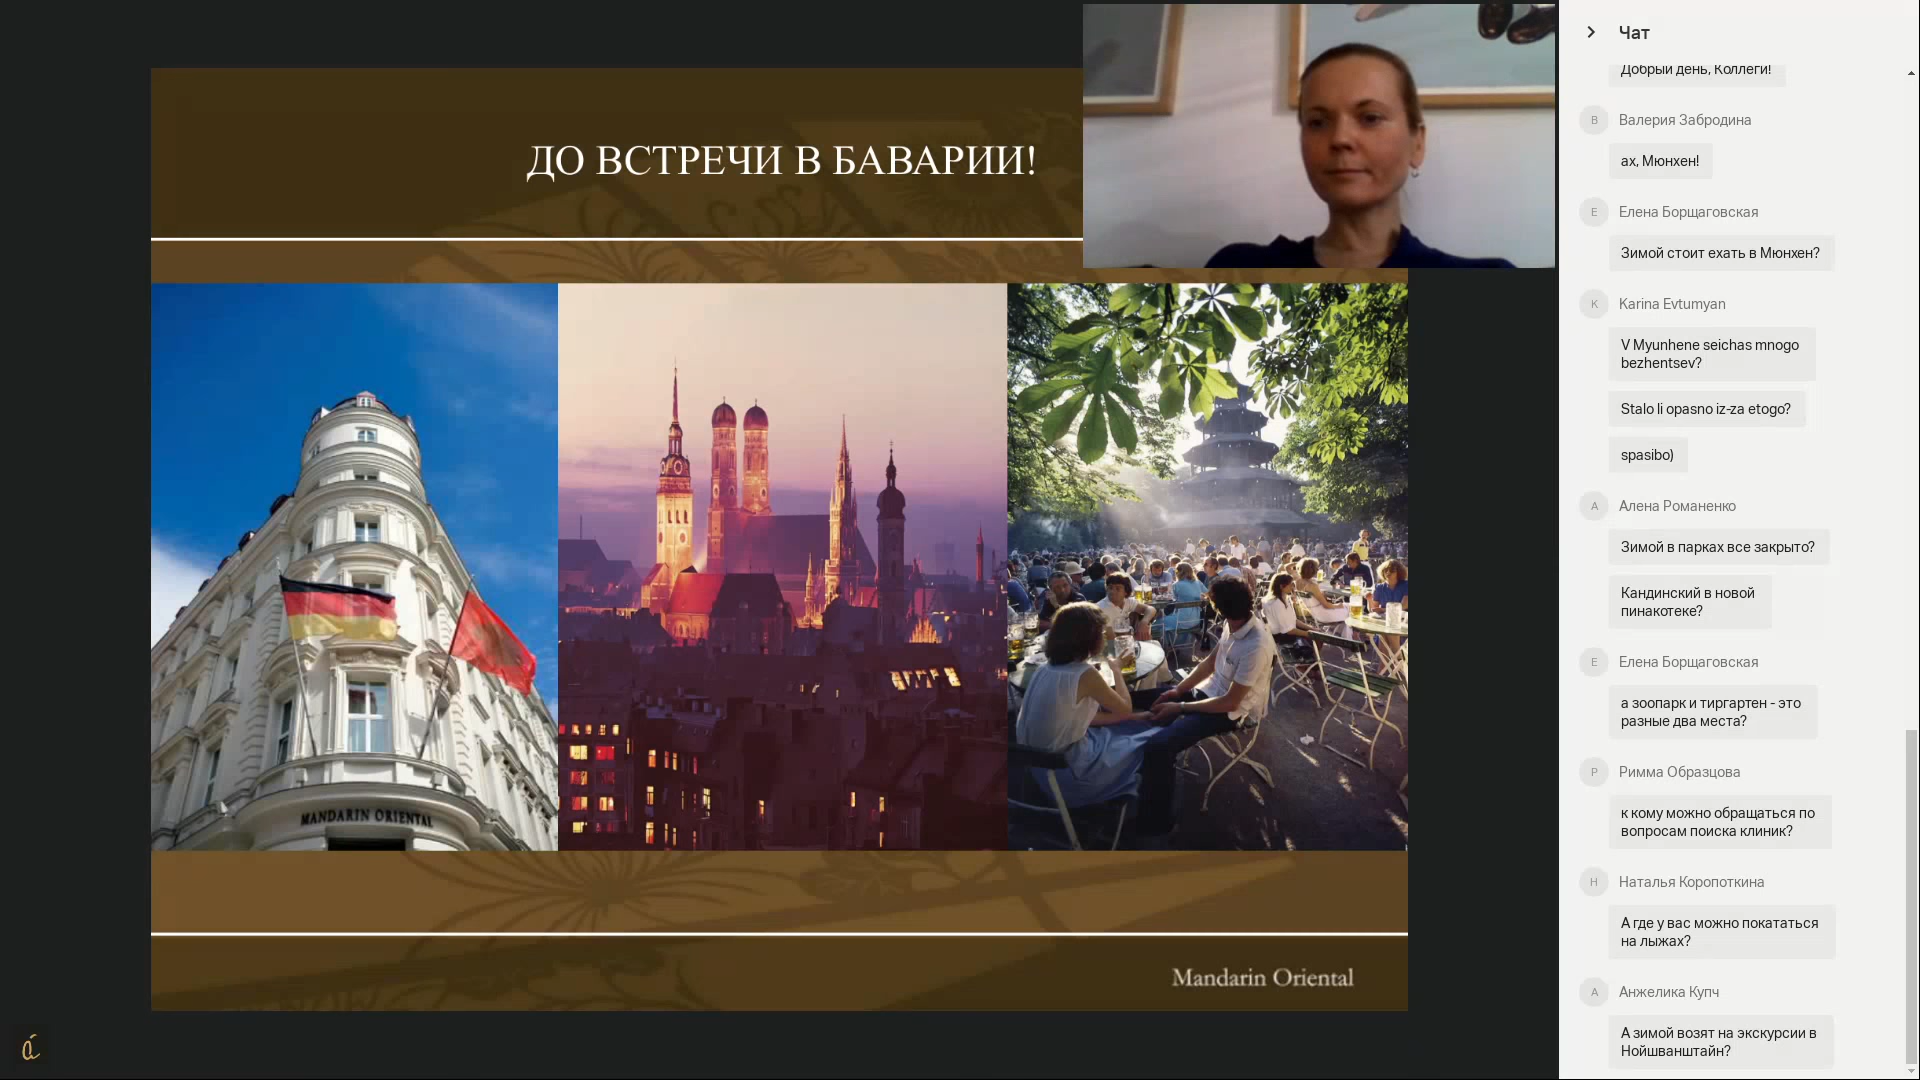 ДО ВСТРЕЧИ В БАВАРИИ!
MANDARIN ORIENTAL
Mandarin Oriental
á
Чат
Добрый день, Коллеги!
В
Валерия Забродина
ах, Мюнхен!
Е
Елена Борщаговская
Зимой стоит ехать в Мюнхен?
K
Karina Evtumyan
V Myunhene seichas mnogo
bezhentsev?
Stalo li opasno iz-za etogo?
spasibo)
А
Алена Романенко
Зимой в парках все закрыто?
Кандинский в новой
пинакотеке?
Е
Елена Борщаговская
а зоопарк и тиргартен - это
разные два места?
Р
Римма Образцова
к кому можно обращаться по
вопросам поиска клиник?
Н
Наталья Коропоткина
А где у вас можно покататься
на лыжах?
А
Анжелика Купч
А зимой возят на экскурсии в
Нойшванштайн?